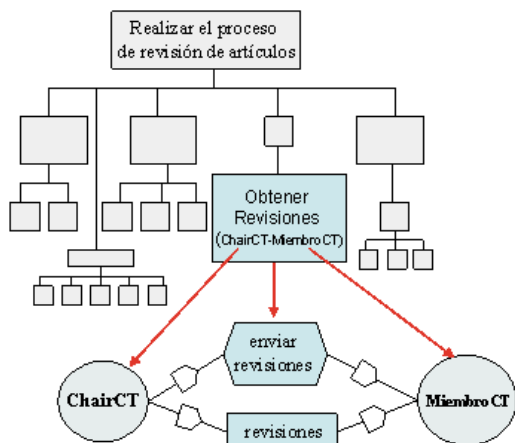 Realizar el proceso
de revisión de artículos
Obtener
Revisiones
(ChairCT-MiembroCT)
enviar
revisiones
ChairCT
MiembroCT
revisiones